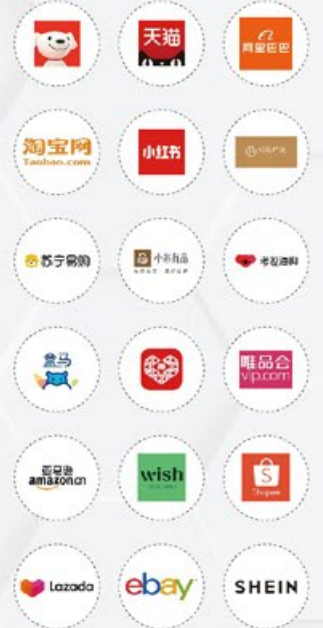 天猫
阿里巴巴
淘宝网
Taobao.com
小红书
苏宁易购
小米有品
考拉海购
盒马
唯品会
vip.com
亚马逊
amazon.cn
wish
S
Shopee
Lazada
ebay
SHEIN